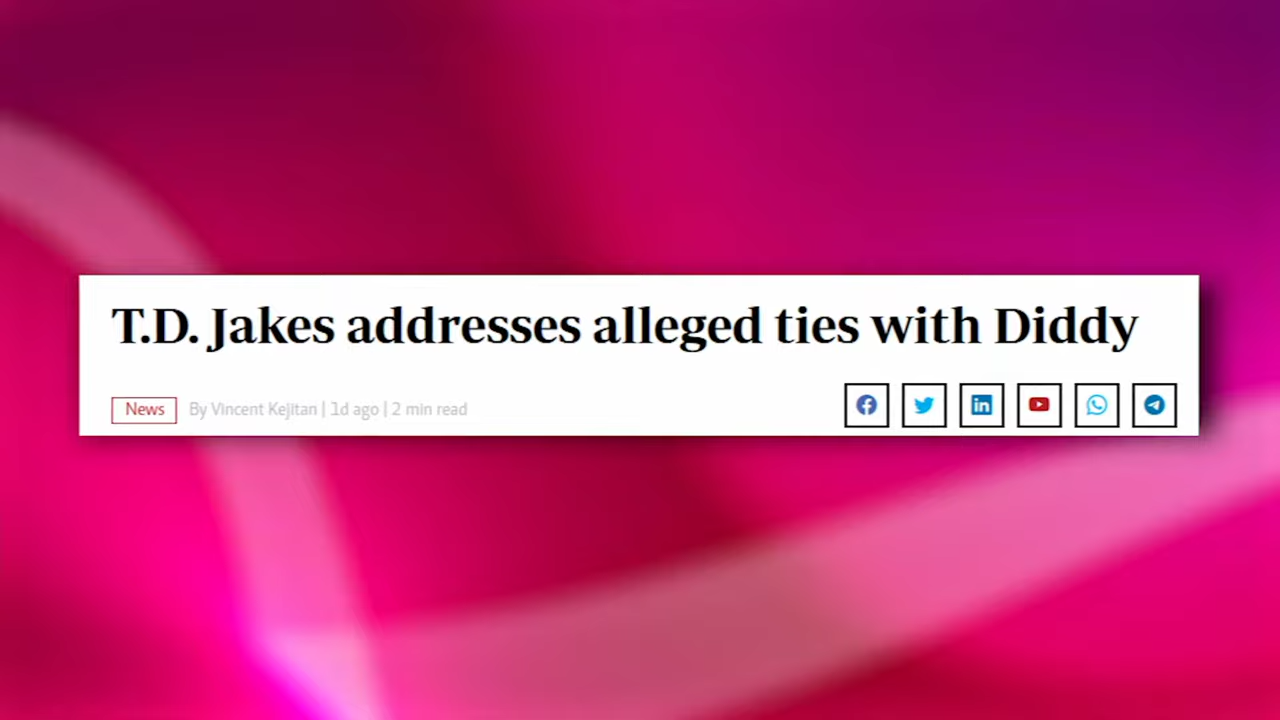 T.D. Jakes addresses alleged ties with Diddy
News By Vincent Kejitan | 1d ago | 2 min read